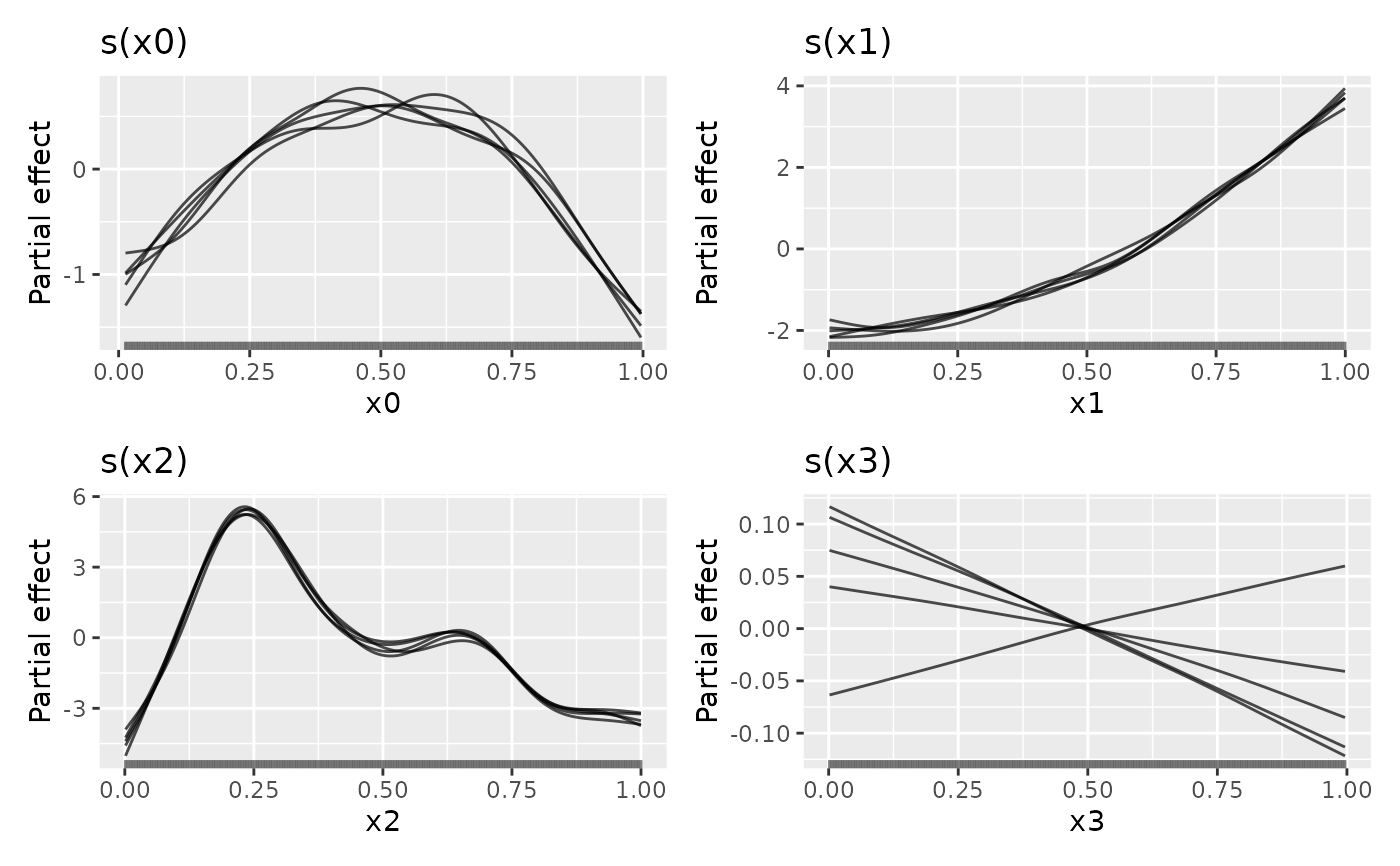 s(x0)
Partial effect
0
-1
0.00 0.25 0.50 0.75 1.00
x0
s(x1)
Partial effect
4
2
0
-2
0.00 0.25 0.50 0.75 1.00
x1
s(x2)
Partial effect
6
3
0
-3
0.00 0.25 0.50 0.75 1.00
x2
s(x3)
Partial effect
0.10
0.05
0.00
-0.05
-0.10
0.00 0.25 0.50 0.75 1.00
x3